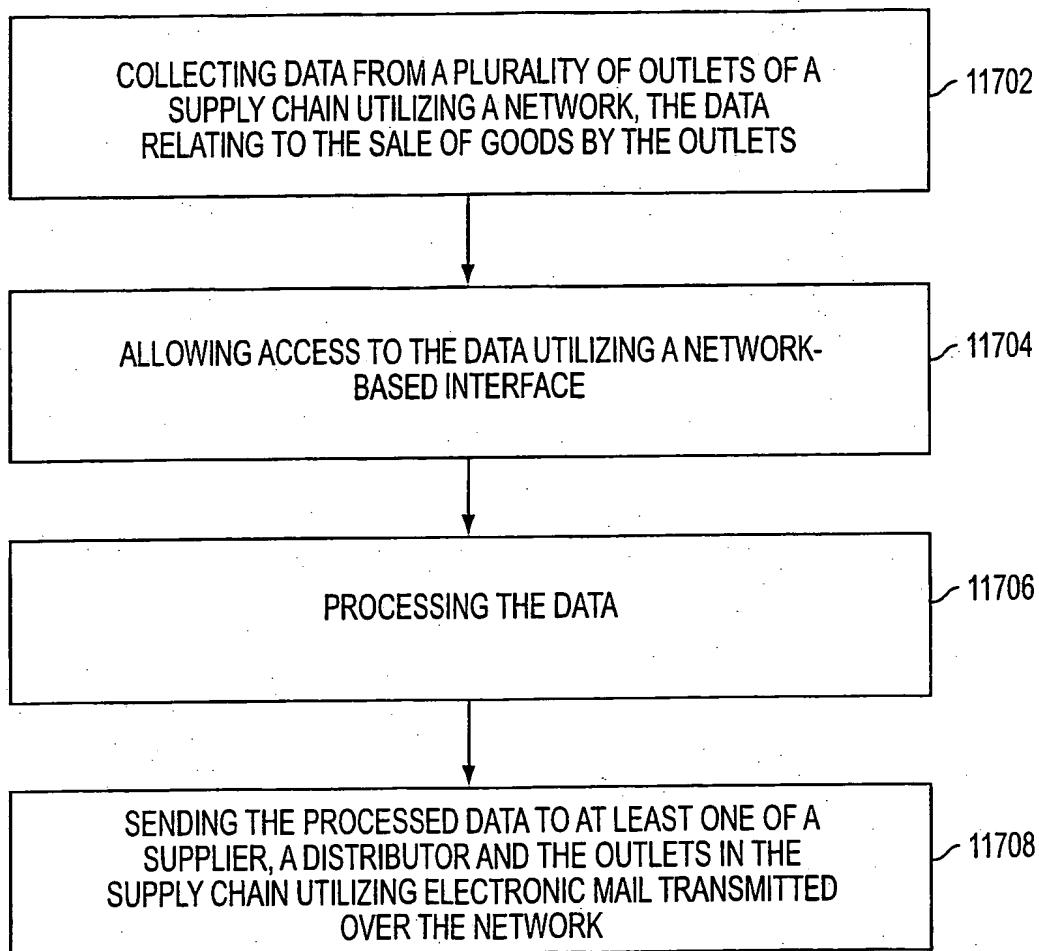 COLLECTING DATA FROM A PLURALITY OF OUTLETS OF A
SUPPLY CHAIN UTILIZING A NETWORK, THE DATA
RELATING TO THE SALE OF GOODS BY THE OUTLETS
11702
ALLOWING ACCESS TO THE DATA UTILIZING A NETWORK-
BASED INTERFACE
11704
PROCESSING THE DATA
11706
SENDING THE PROCESSED DATA TO AT LEAST ONE OF A
SUPPLIER, A DISTRIBUTOR AND THE OUTLETS IN THE
SUPPLY CHAIN UTILIZING ELECTRONIC MAIL TRANSMITTED
OVER THE NETWORK
11708